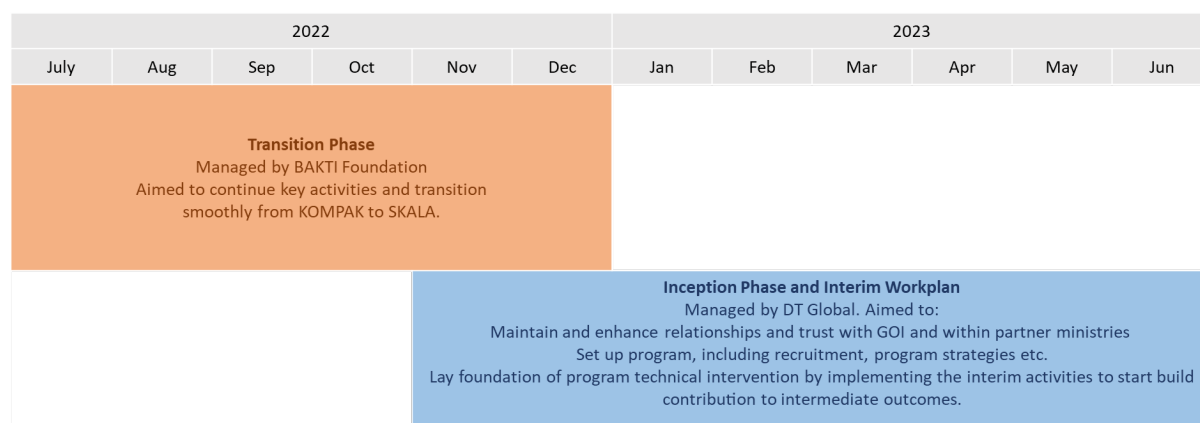 2022 2023
July Aug Sep Oct Nov Dec Jan Feb Mar Apr May Jun
Transition Phase
Managed by BAKTI Foundation
Aimed to continue key activities and transition
smoothly from KOMPAK to SKALA.
Inception Phase and Interim Workplan
Managed by DT Global. Aimed to:
Maintain and enhance relationships and trust with GOI and within partner ministries
Set up program, including recruitment, program strategies etc.
Lay foundation of program technical intervention by implementing the interim activities to start build
contribution to intermediate outcomes.